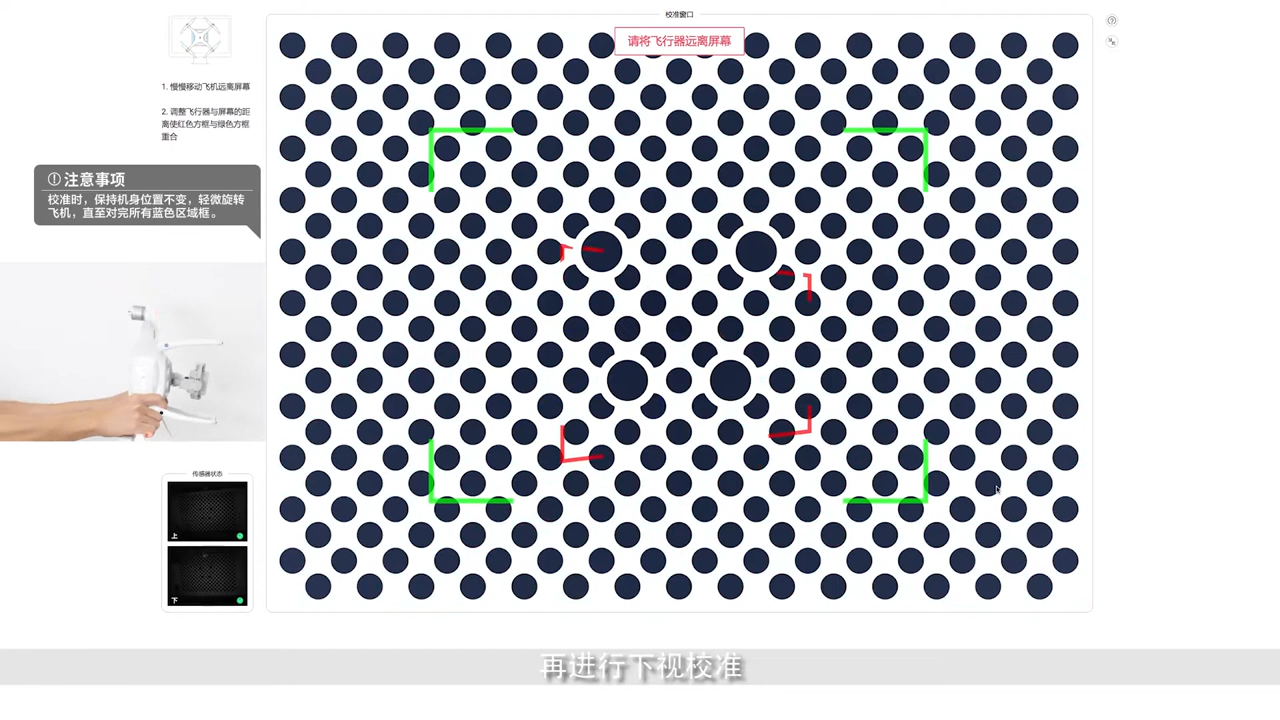 校准窗口
请将飞行器远离屏幕
1. 慢慢移动飞机远离屏幕
2. 调整飞行器与屏幕的距
离使红色方框与绿色方框
重合
注意事项
校准时，保持机身位置不变，轻微旋转
飞机，直至对完所有蓝色区域框。
传感器状态
上
下
再进行下视校准